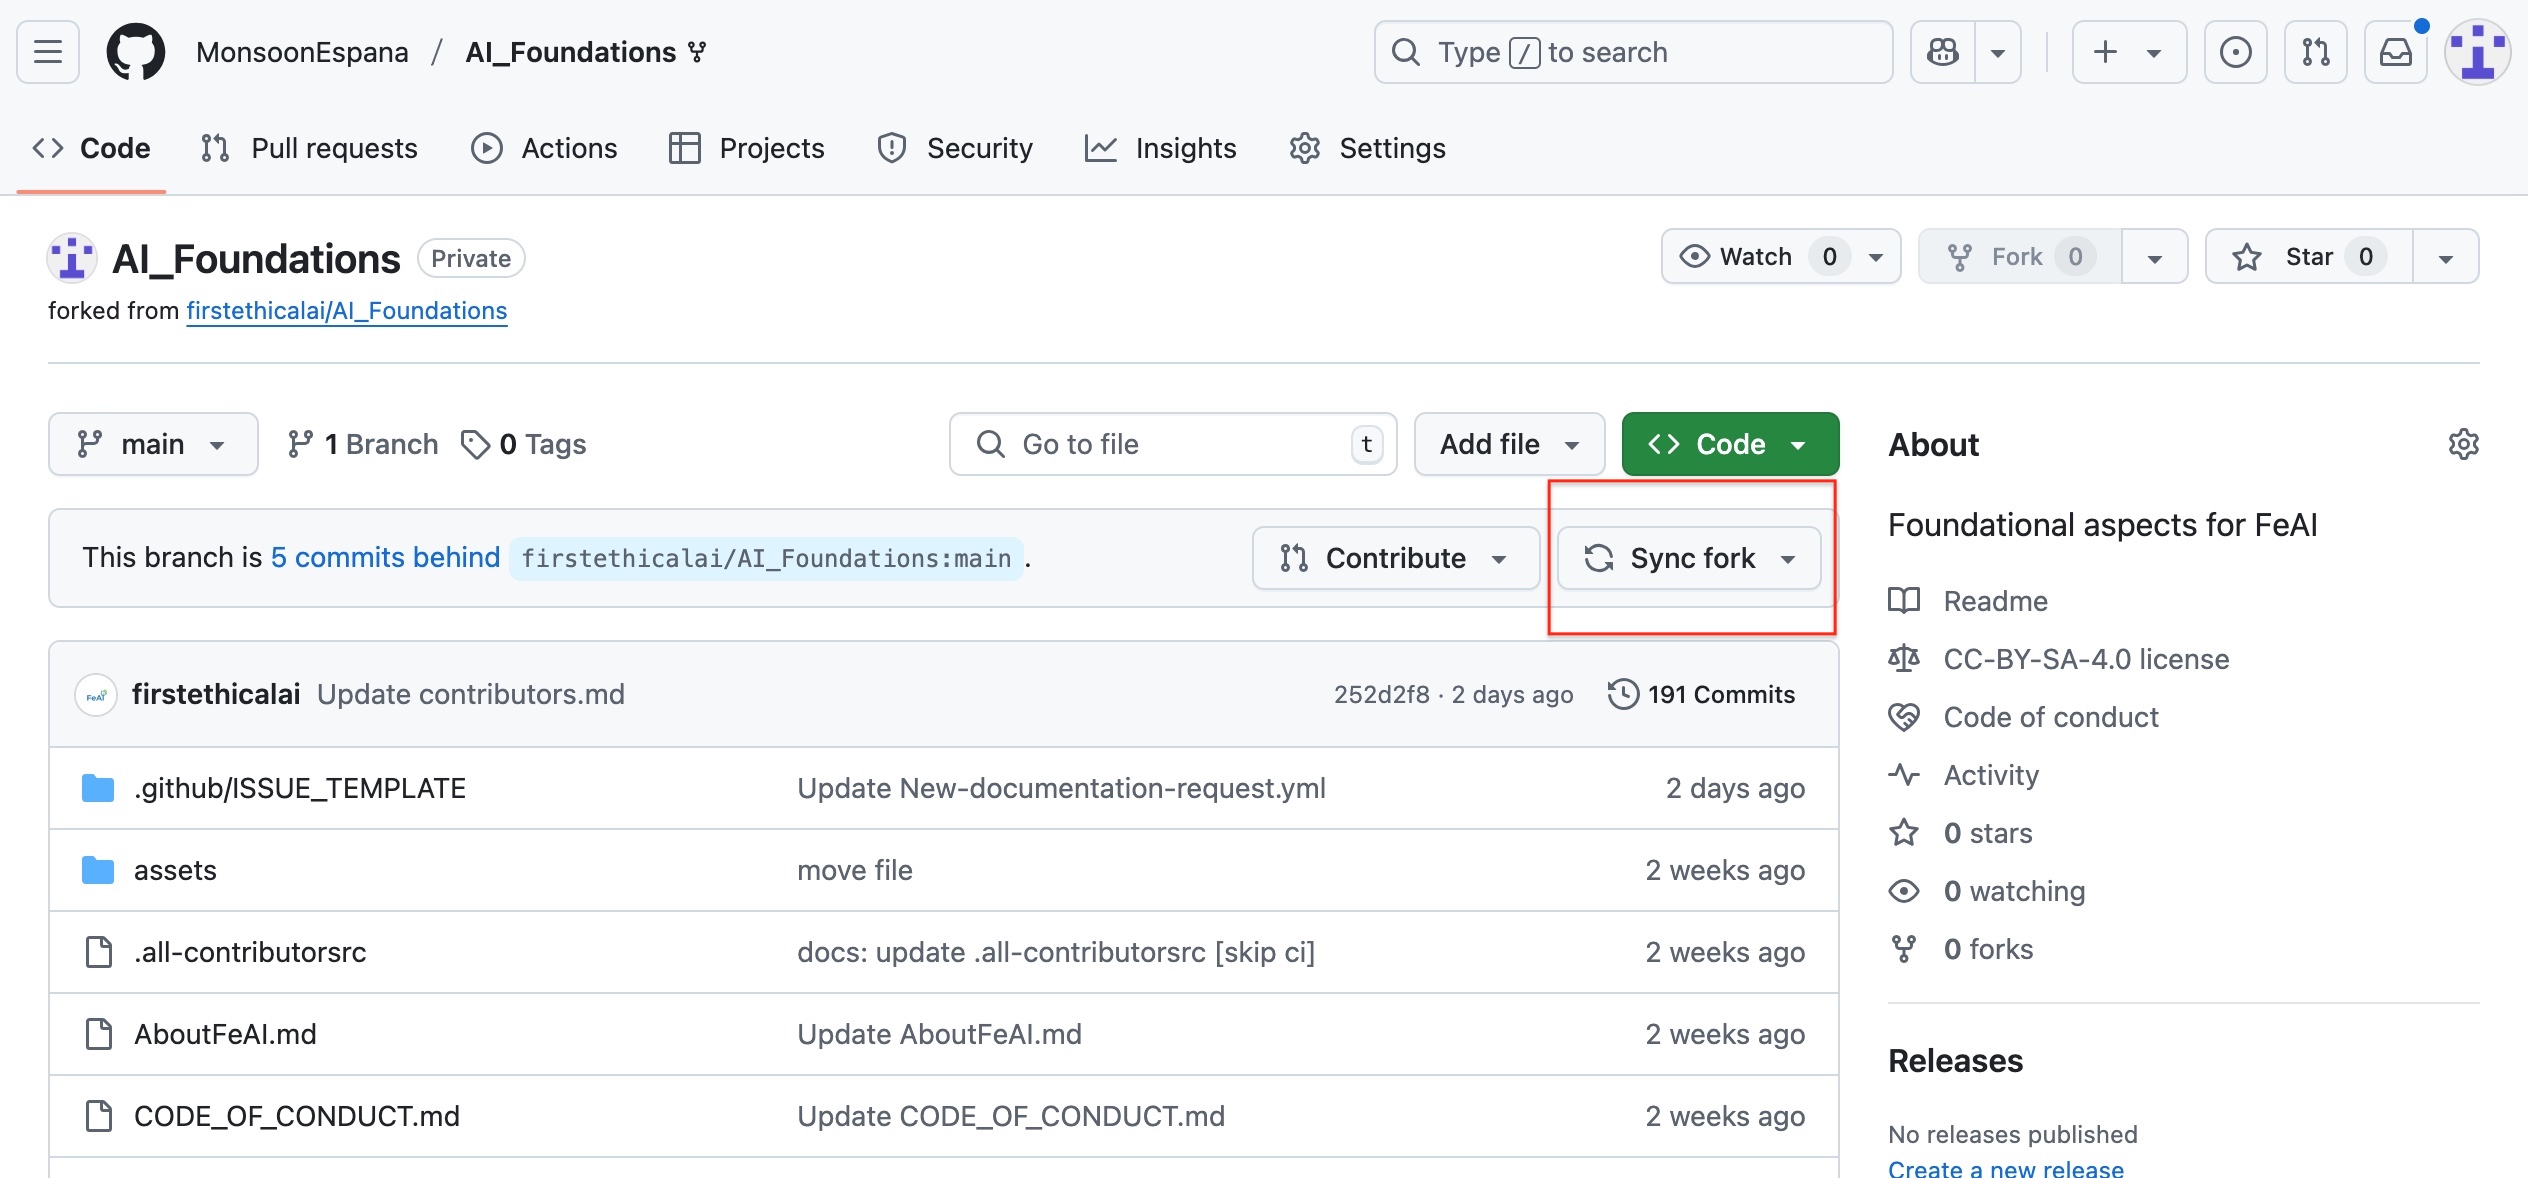 MonsoonEspana / AI_Foundations
Type / to search
Code Pull requests Actions Projects Security Insights Settings
AI_Foundations Private
Watch 0 Fork 0 Star 0
forked from firstethicalai/AI_Foundations
main 1 Branch 0 Tags
Go to file t Add file Code
This branch is 5 commits behind firstethicalai/AI_Foundations:main .
Contribute Sync fork
FeAI firstethicalai Update contributors.md 252d2f8 · 2 days ago 191 Commits
.github/ISSUE_TEMPLATE Update New-documentation-request.yml 2 days ago
assets move file 2 weeks ago
.all-contributorsrc docs: update .all-contributorsrc [skip ci] 2 weeks ago
AboutFeAI.md Update AboutFeAI.md 2 weeks ago
CODE_OF_CONDUCT.md Update CODE_OF_CONDUCT.md 2 weeks ago
About
Foundational aspects for FeAI
Readme
CC-BY-SA-4.0 license
Code of conduct
Activity
0 stars
0 watching
0 forks
Releases
No releases published
Create a new release